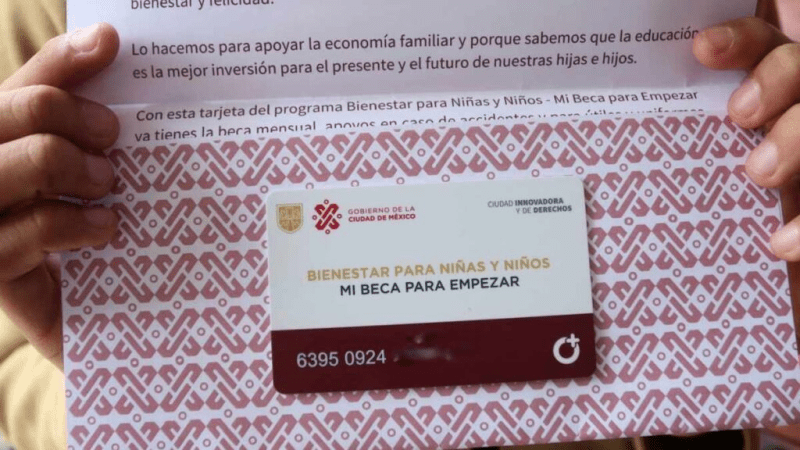 bienestar y felicidad.
Lo hacemos para apoyar la economía familiar y porque sabemos que la educación
es la mejor inversión para el presente y el futuro de nuestras hijas e hijos.
Con esta tarjeta del programa Bienestar para Niñas y Niños - Mi Beca para Empezar
ya tienes la beca mensual, apoyos en caso de accidentes y para útiles y uniformes
GOBIERNO DE LA
CIUDAD DE MÉXICO
CIUDAD INNOVADORA
Y DE DERECHOS
BIENESTAR PARA NIÑAS Y NIÑOS
MI BECA PARA EMPEZAR
6395 0924